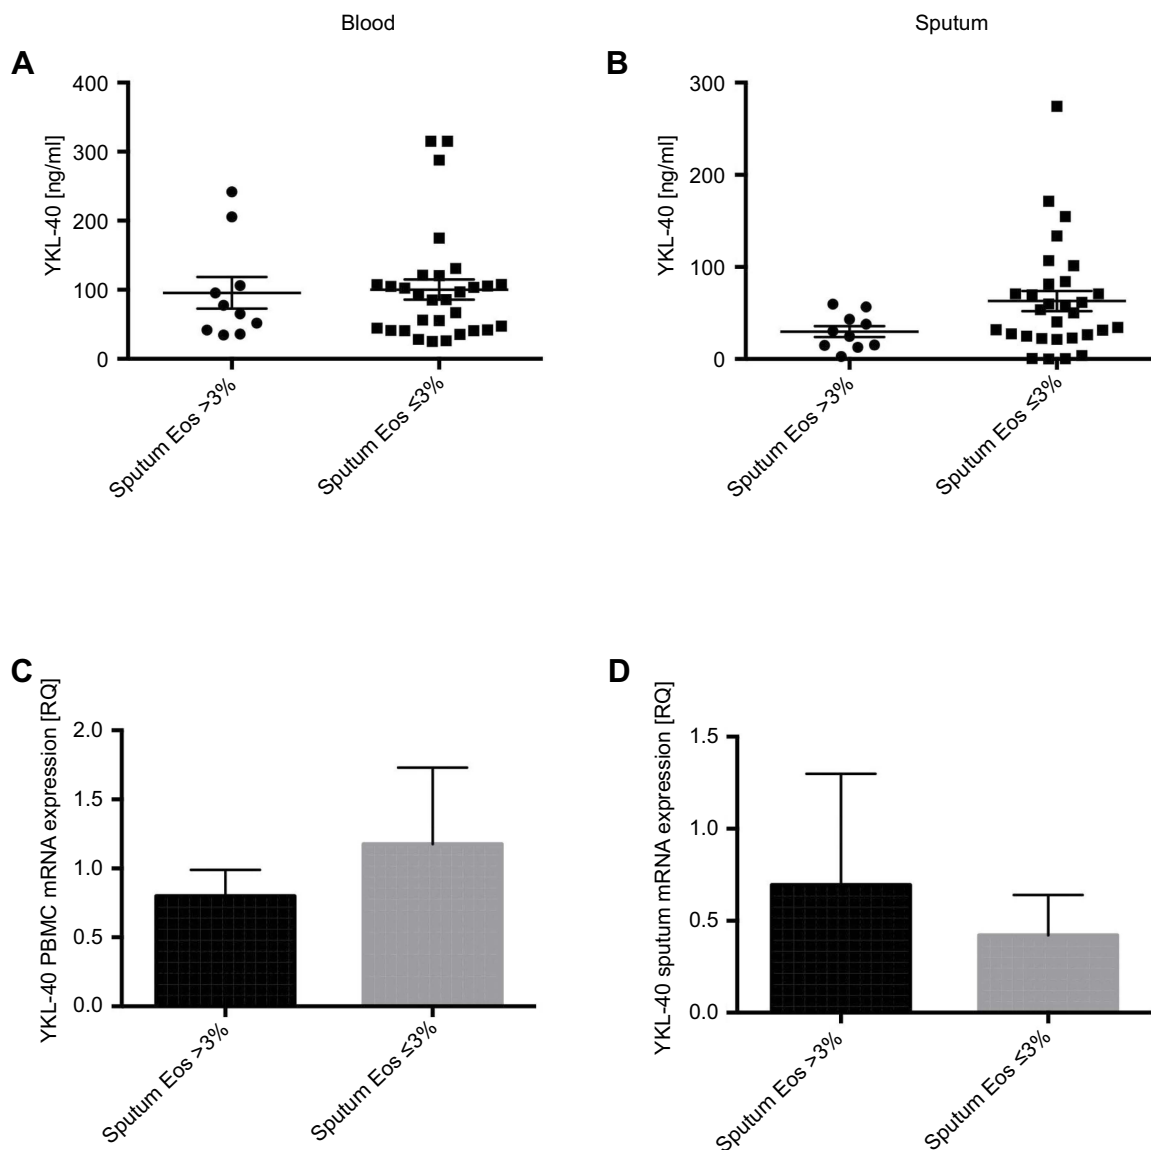 Blood
Sputum
A
B
YKL-40 [ng/ml]
400
300
200
100
0
Sputum Eos >3%
Sputum Eos ≤3%
YKL-40 [ng/ml]
300
200
100
0
Sputum Eos >3%
Sputum Eos ≤3%
C
D
YKL-40 PBMC mRNA expression [RQ]
2.0
1.5
1.0
0.5
0.0
Sputum Eos >3%
Sputum Eos ≤3%
YKL-40 sputum mRNA expression [RQ]
1.5
1.0
0.5
0.0
Sputum Eos >3%
Sputum Eos ≤3%